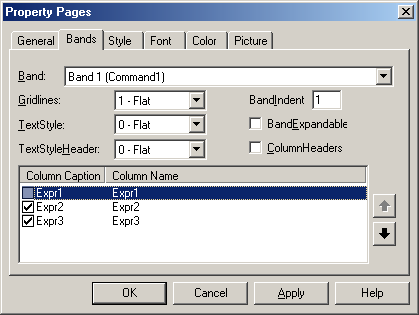 Property Pages
General Bands Style Font Color Picture
Band: Band 1 (Command1)
Gridlines: 1 - Flat BandIndent 1
TextStyle: 0 - Flat BandExpandable
TextStyleHeader: 0 - Flat ColumnHeaders
Column Caption Column Name
Expr1 Expr1
Expr2 Expr2
Expr3 Expr3
OK Cancel Apply Help